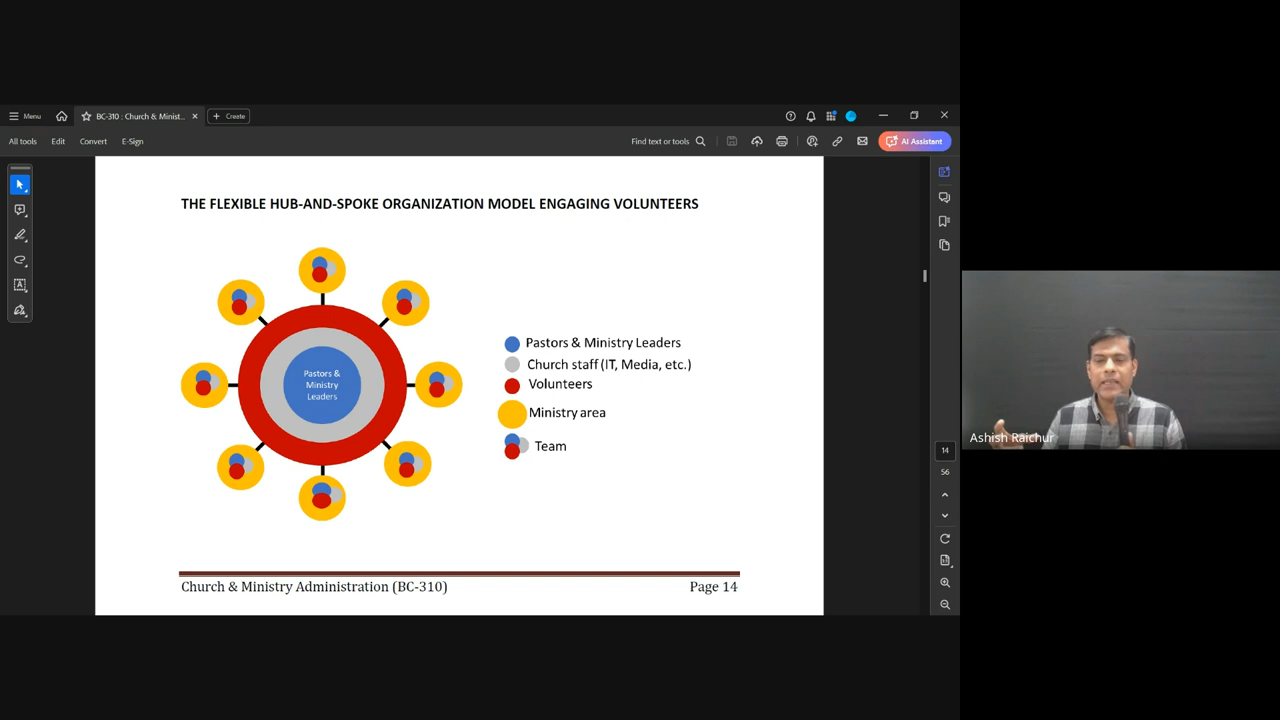 Menu
BC-310 : Church & Minist...
Create
All tools
Edit
Convert
E-Sign
Find text or tools
AI Assistant
THE FLEXIBLE HUB-AND-SPOKE ORGANIZATION MODEL ENGAGING VOLUNTEERS
Pastors &
Ministry
Leaders
Pastors & Ministry Leaders
Church staff (IT, Media, etc.)
Volunteers
Ministry area
Team
Church & Ministry Administration (BC-310)
Page 14
14
56
Ashish Raichur